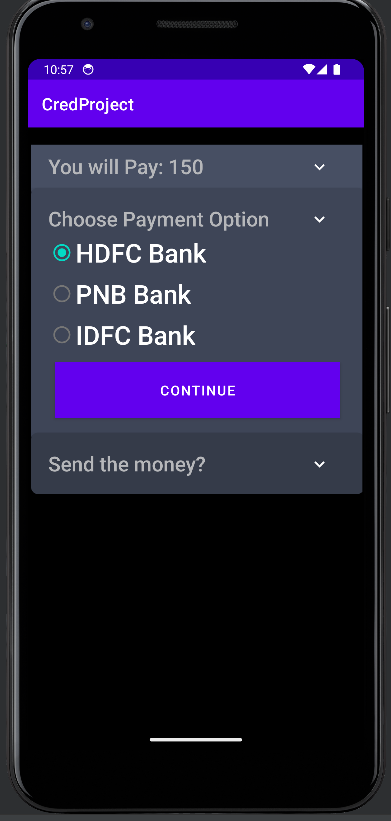 10:57
CredProject
You will Pay: 150
Choose Payment Option
HDFC Bank
PNB Bank
IDFC Bank
CONTINUE
Send the money?